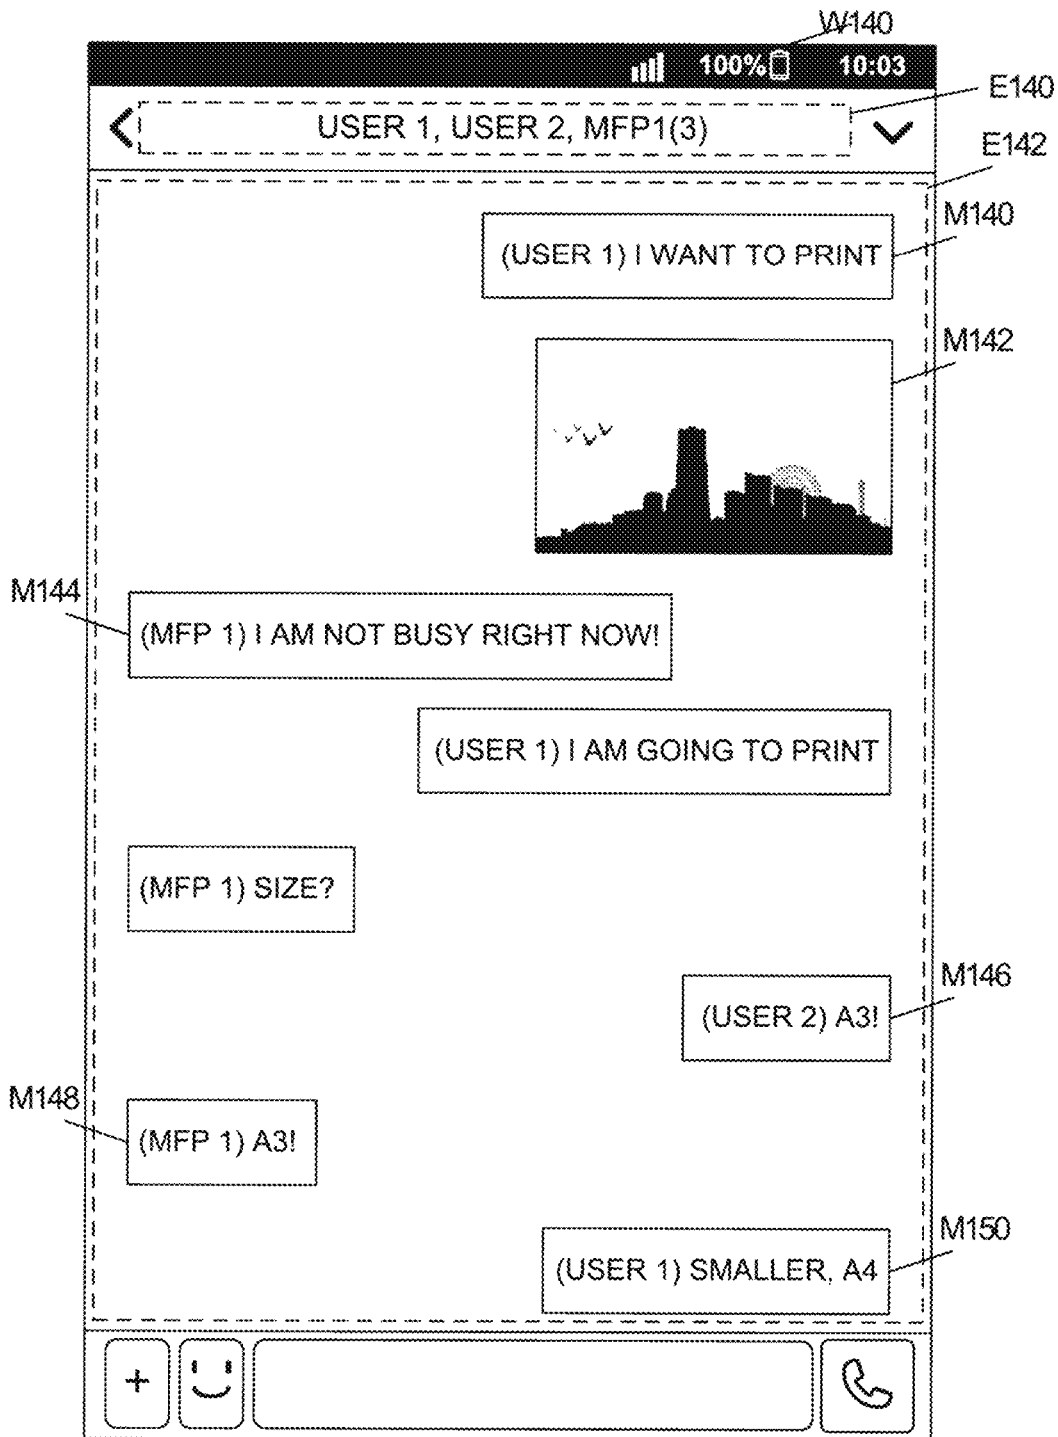 W140
100% 10:03
E140
USER 1, USER 2, MFP1(3)
E142
M140
(USER 1) I WANT TO PRINT
M142
M144
(MFP 1) I AM NOT BUSY RIGHT NOW!
(USER 1) I AM GOING TO PRINT
(MFP 1) SIZE?
M146
(USER 2) A3!
M148
(MFP 1) A3!
M150
(USER 1) SMALLER, A4
+